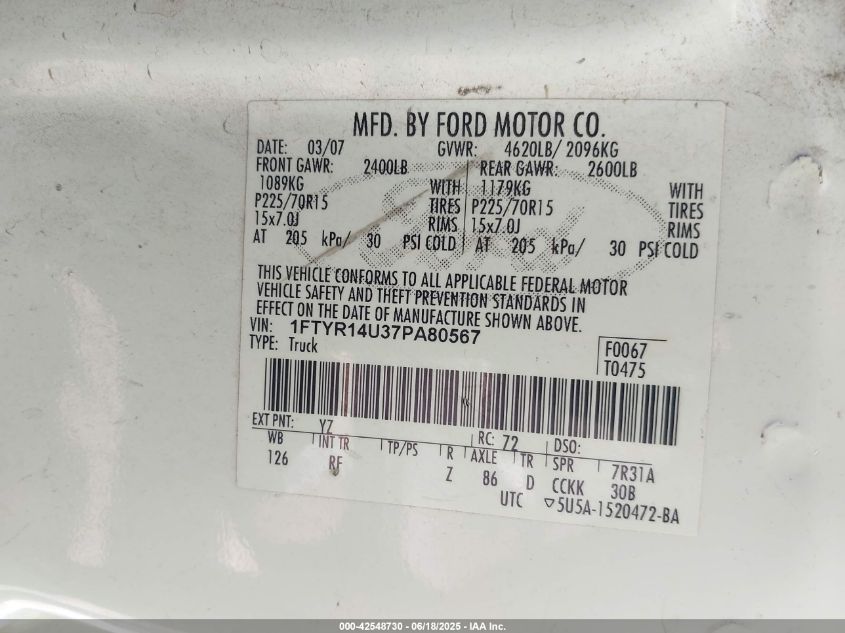 MFD. BY FORD MOTOR CO.
DATE: 03/07 GVWR: 4620LB/ 2096KG
FRONT GAWR: 2400LB REAR GAWR: 2600LB
1089KG WITH 1179KG WITH
P225/70R15 TIRES P225/70R15 TIRES
15x7.0J RIMS 15x7.0J RIMS
AT 205 kPa/ 30 PSI COLD AT 205 kPa/ 30 PSI COLD
Ford
THIS VEHICLE CONFORMS TO ALL APPLICABLE FEDERAL MOTOR
VEHICLE SAFETY AND THEFT PREVENTION STANDARDS IN
EFFECT ON THE DATE OF MANUFACTURE SHOWN ABOVE.
VIN: 1FTYR14U37PA80567
TYPE: Truck
F0067
T0475
EXT PNT: YZ RC: 72 DSO:
WB INT TR TP/PS R AXLE TR SPR 7R31A
126 RF Z 86 D CCKK 30B
UTC ▽5U5A-1520472-BA
000-42548730 - 06/18/2025 - IAA Inc.